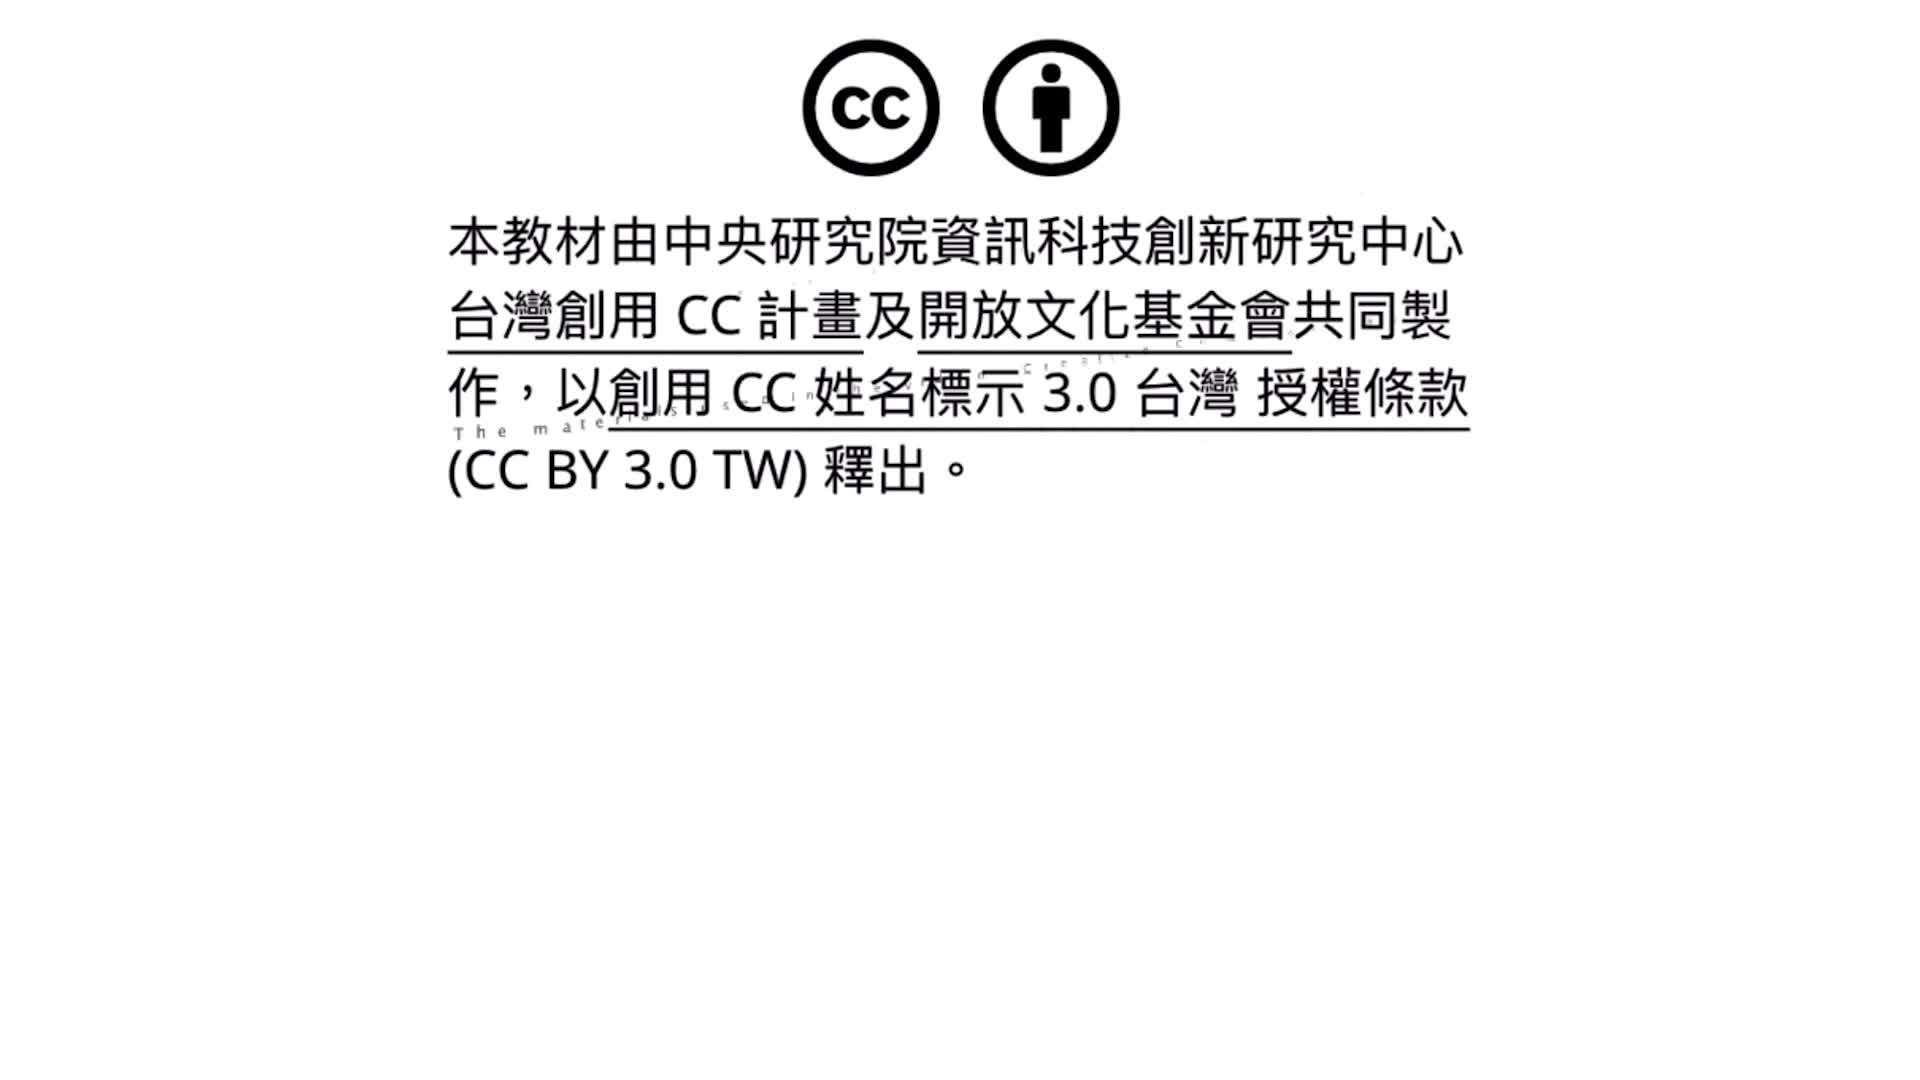 cc
本教材由中央研究院資訊科技創新研究中心
台灣創用 CC 計畫及開放文化基金會共同製
作，以創用 CC 姓名標示 3.0 台灣 授權條款
The materials
(CC BY 3.0 TW) 釋出。